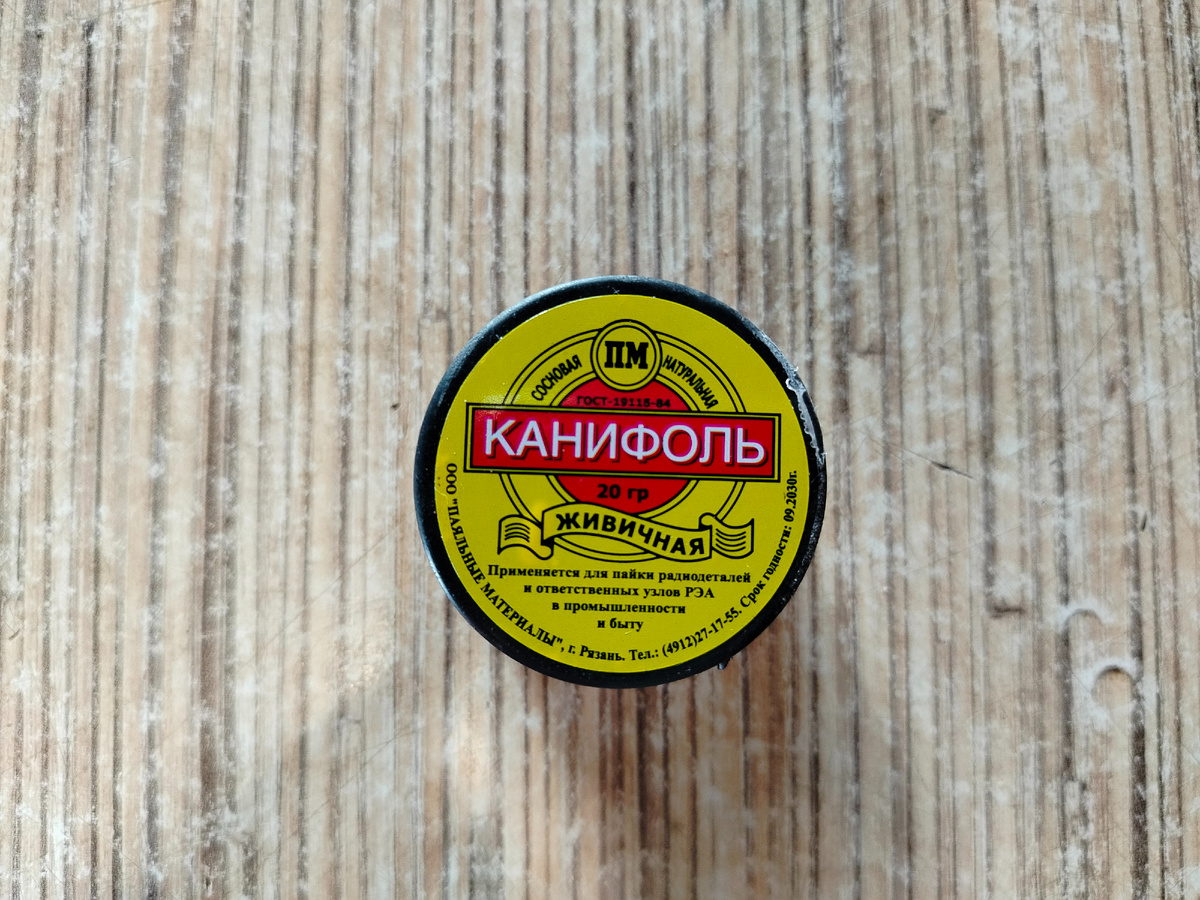 ПМ
СОСНОВАЯ НАТУРАЛЬНАЯ
ГОСТ-19113-84
КАНИФОЛЬ
20 гр
ЖИВИЧНАЯ
Применяется для пайки радиодеталей
и ответственных узлов РЭА
в промышленности
и быту
ООО "ПАЯЛЬНЫЕ МАТЕРИАЛЫ", г. Рязань. Тел.: (4912)27-17-55. Срок годности: 09.2030г.